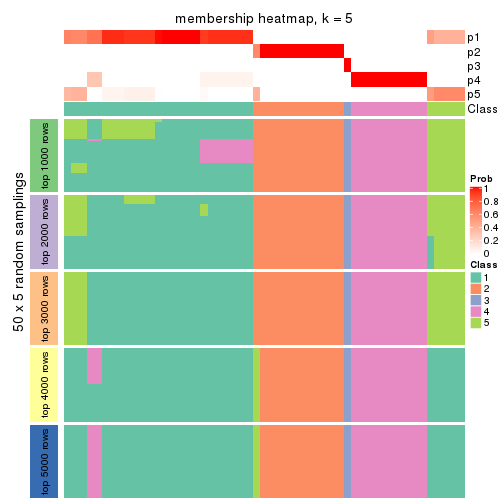 membership heatmap, k = 5
p1
p2
p3
p4
p5
Class
50 x 5 random samplings
top 1000 rows
top 2000 rows
top 3000 rows
top 4000 rows
top 5000 rows
Prob
1
0.8
0.6
0.4
0.2
0
Class
1
2
3
4
5